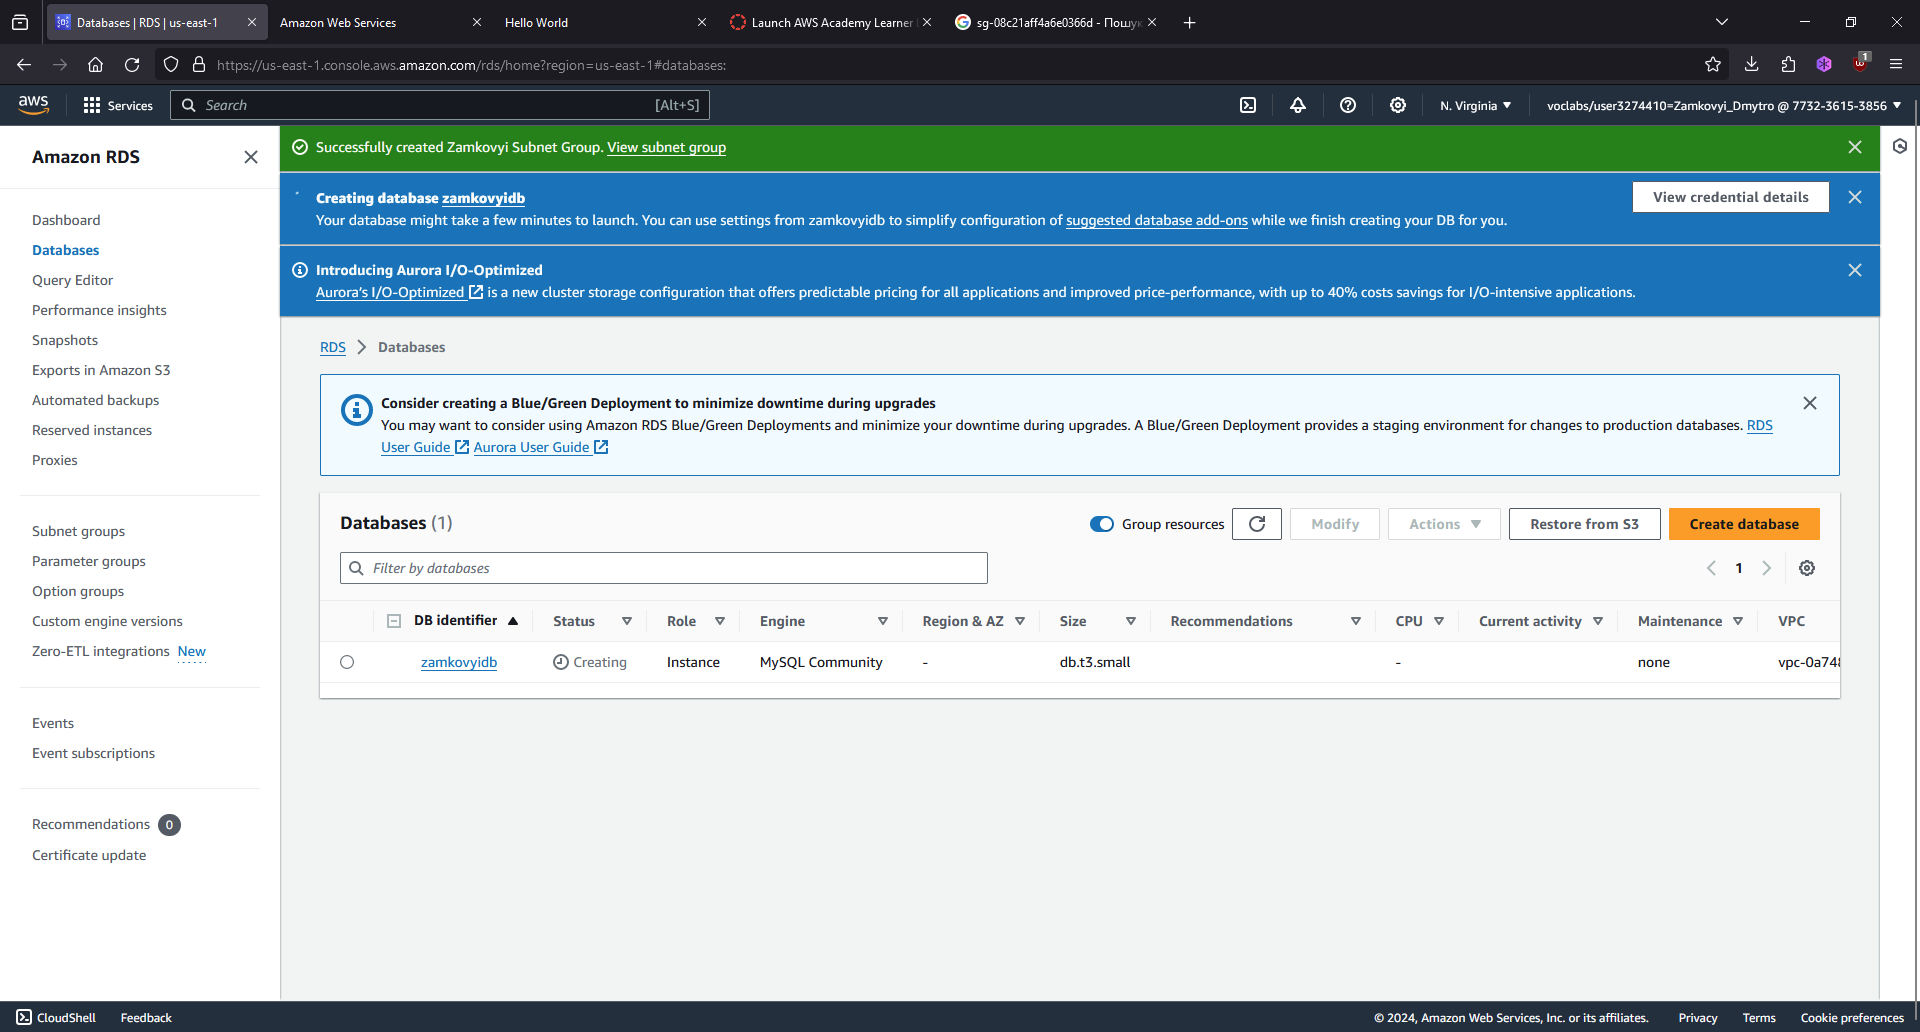 Databases | RDS | us-east-1
Amazon Web Services
Hello World
Launch AWS Academy Learner
sg-08c21aff4a6e0366d - Пошук
https://us-east-1.console.aws.amazon.com/rds/home?region=us-east-1#databases:
1
aws
Services
Search
[Alt+S]
N. Virginia
voclabs/user3274410=Zamkovyi_Dmytro @ 7732-3615-3856
Amazon RDS
Dashboard
Databases
Query Editor
Performance insights
Snapshots
Exports in Amazon S3
Automated backups
Reserved instances
Proxies
Subnet groups
Parameter groups
Option groups
Custom engine versions
Zero-ETL integrations New
Events
Event subscriptions
Recommendations 0
Certificate update
Successfully created Zamkovyi Subnet Group. View subnet group
Creating database zamkovyidb
Your database might take a few minutes to launch. You can use settings from zamkovyidb to simplify configuration of suggested database add-ons while we finish creating your DB for you.
View credential details
Introducing Aurora I/O-Optimized
Aurora's I/O-Optimized is a new cluster storage configuration that offers predictable pricing for all applications and improved price-performance, with up to 40% costs savings for I/O-intensive applications.
RDS > Databases
Consider creating a Blue/Green Deployment to minimize downtime during upgrades
You may want to consider using Amazon RDS Blue/Green Deployments and minimize your downtime during upgrades. A Blue/Green Deployment provides a staging environment for changes to production databases. RDS
User Guide Aurora User Guide
Databases (1)
Group resources
Modify
Actions
Restore from S3
Create database
Filter by databases
1
DB identifier Status Role Engine Region & AZ Size Recommendations CPU Current activity Maintenance VPC
zamkovyidb Creating Instance MySQL Community - db.t3.small - none vpc-0a748
CloudShell
Feedback
© 2024, Amazon Web Services, Inc. or its affiliates.
Privacy
Terms
Cookie preferences